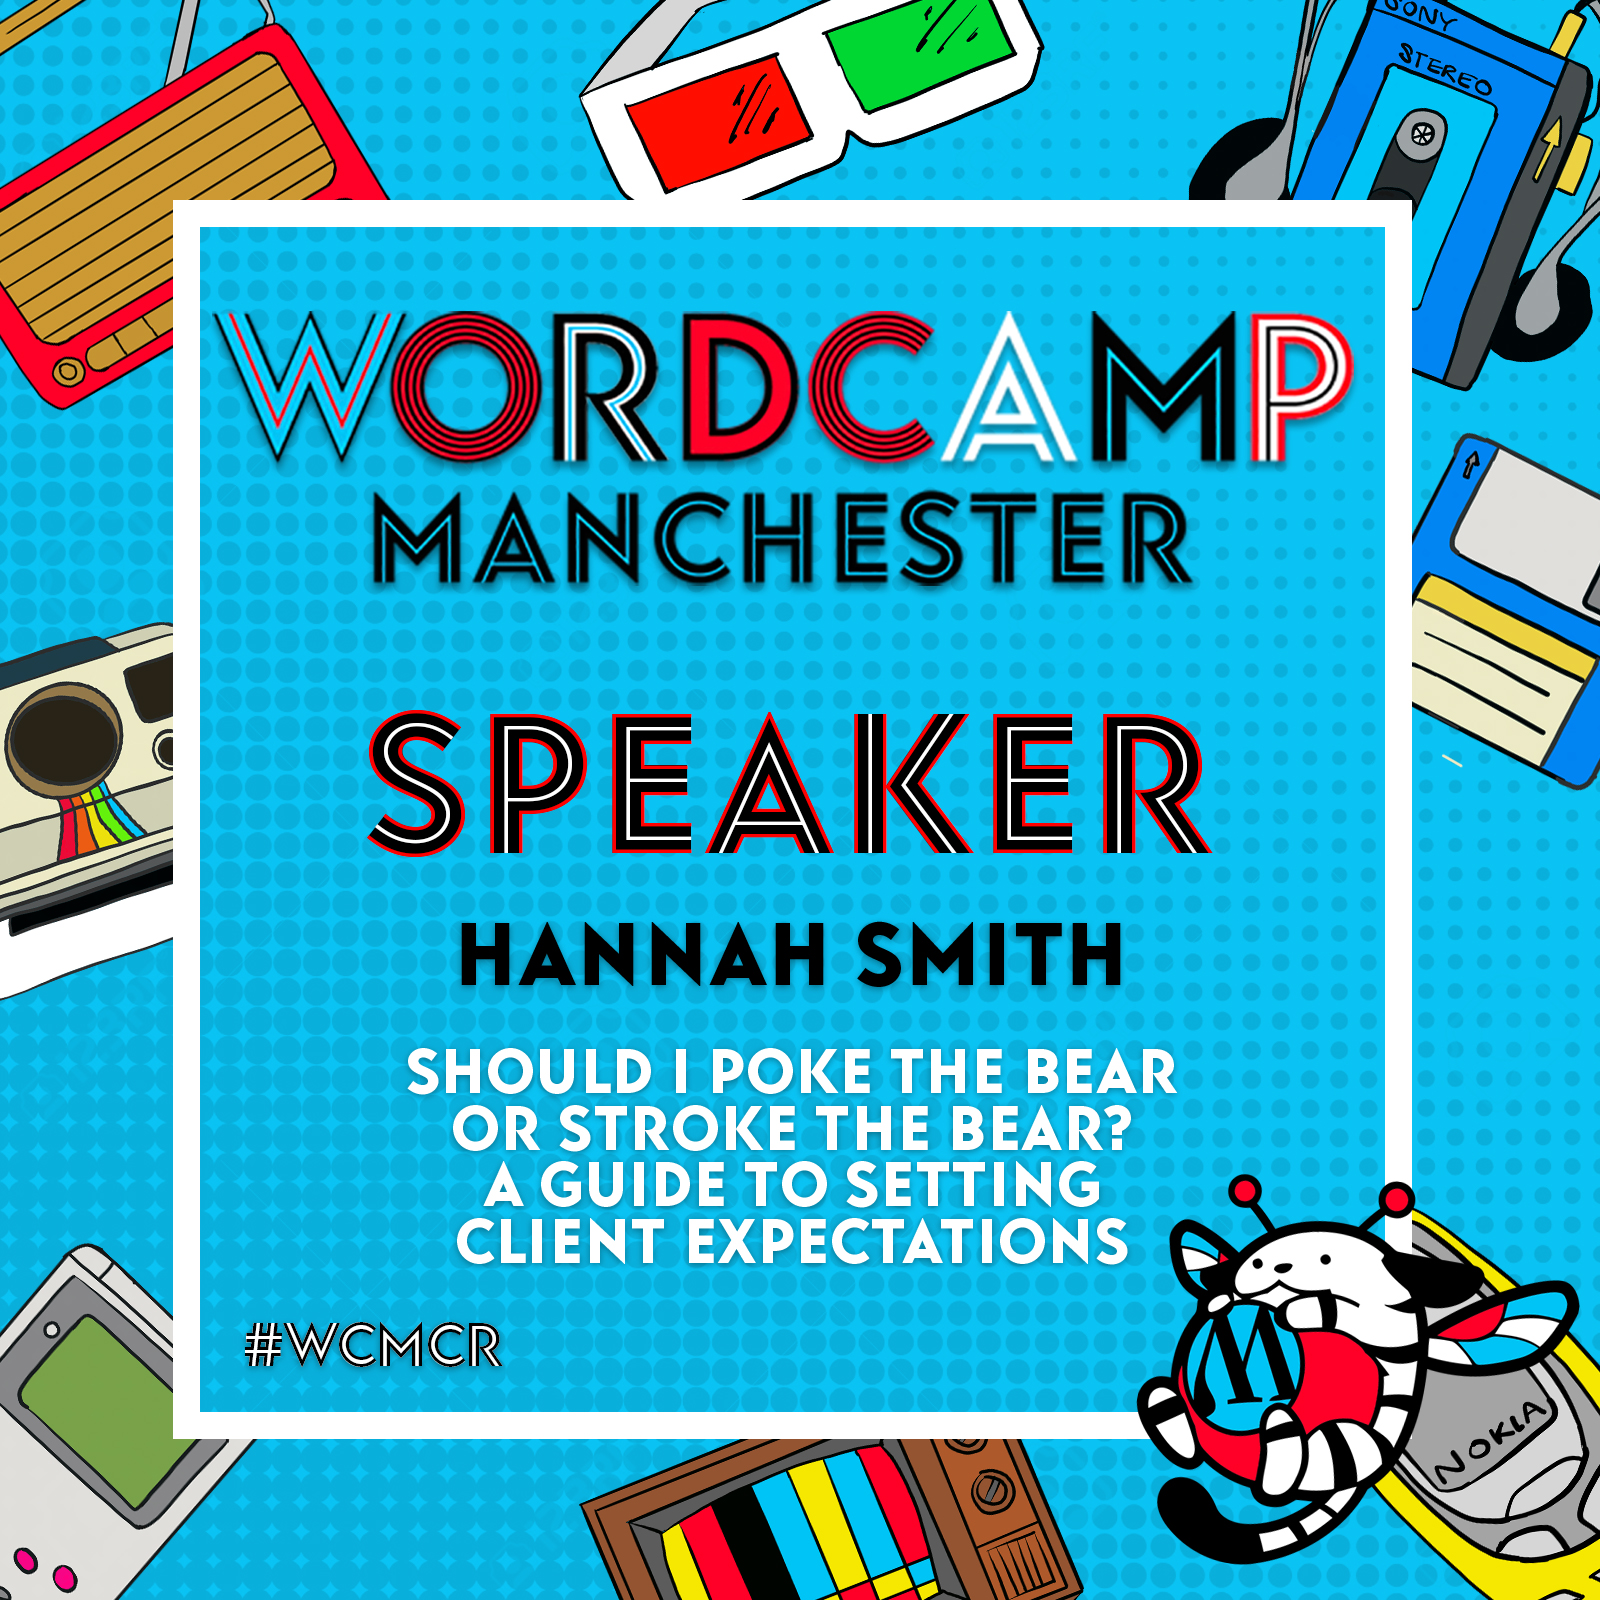 SONY
STEREO
WORDCAMP
MANCHESTER
SPEAKER
HANNAH SMITH
SHOULD I POKE THE BEAR
OR STROKE THE BEAR?
A GUIDE TO SETTING
CLIENT EXPECTATIONS
#WCMCR
W
NOKIA